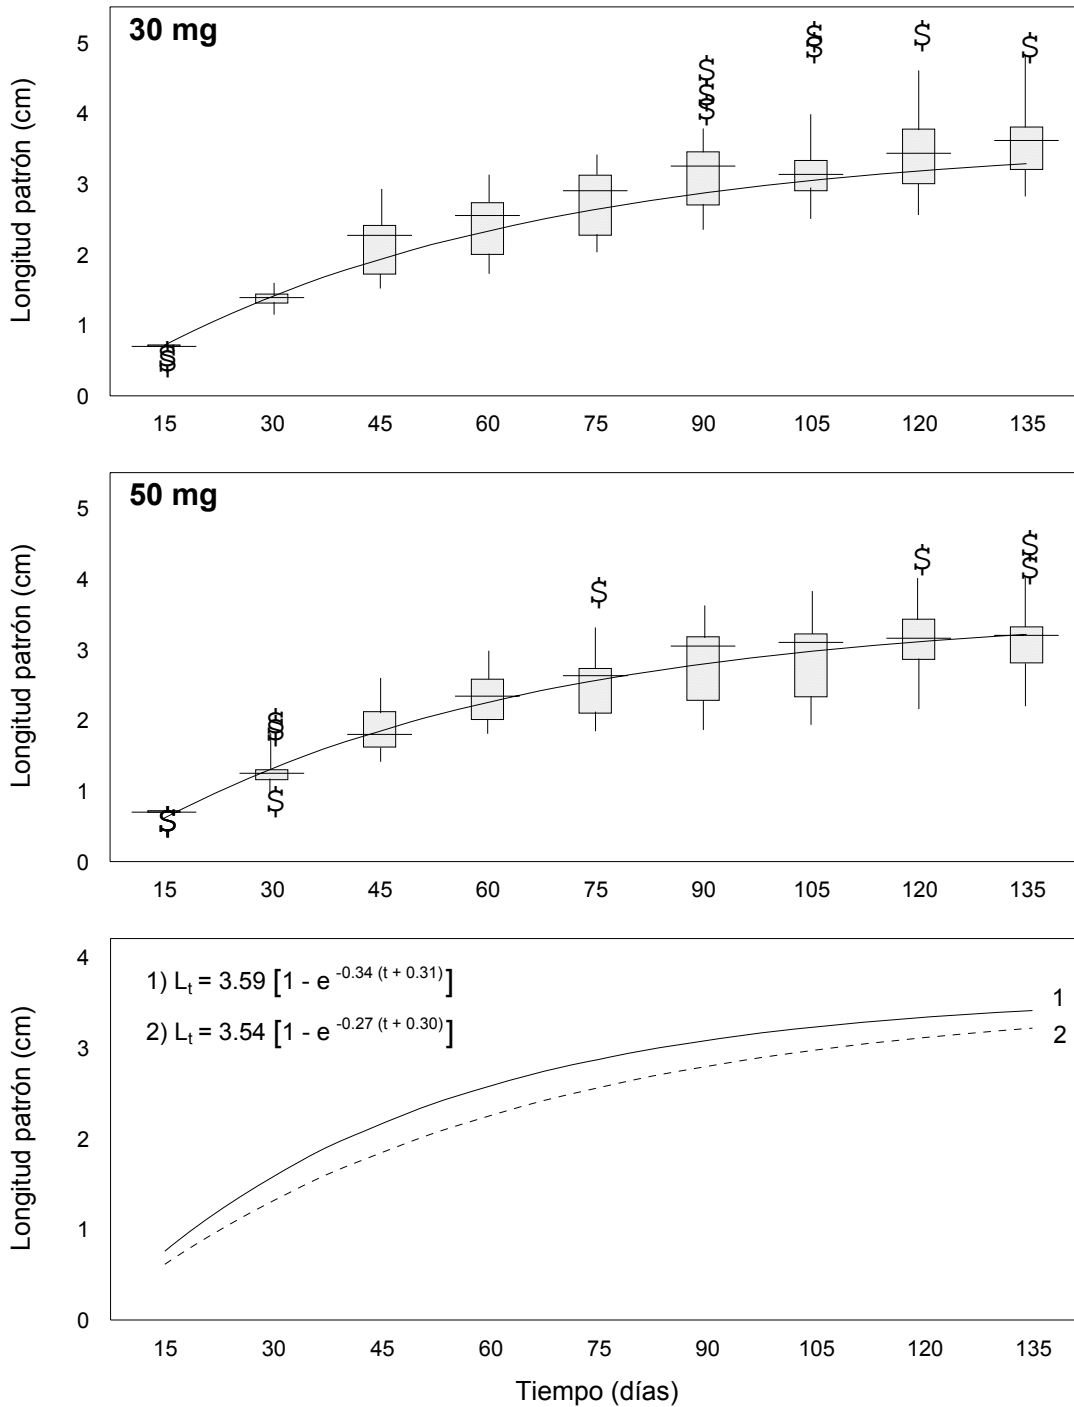 30 mg
Longitud patrón (cm)
5
4
3
2
1
0
$ $ $ $ $ $ $ $ $
15 30 45 60 75 90 105 120 135
50 mg
Longitud patrón (cm)
5
4
3
2
1
0
$ $ $ $ $ $ $ $
15 30 45 60 75 90 105 120 135
Longitud patrón (cm)
4
3
2
1
0
1) Lt = 3.59 [1 - e -0.34 (t + 0.31)]
2) Lt = 3.54 [1 - e -0.27 (t + 0.30)]
1
2
15 30 45 60 75 90 105 120 135
Tiempo (días)